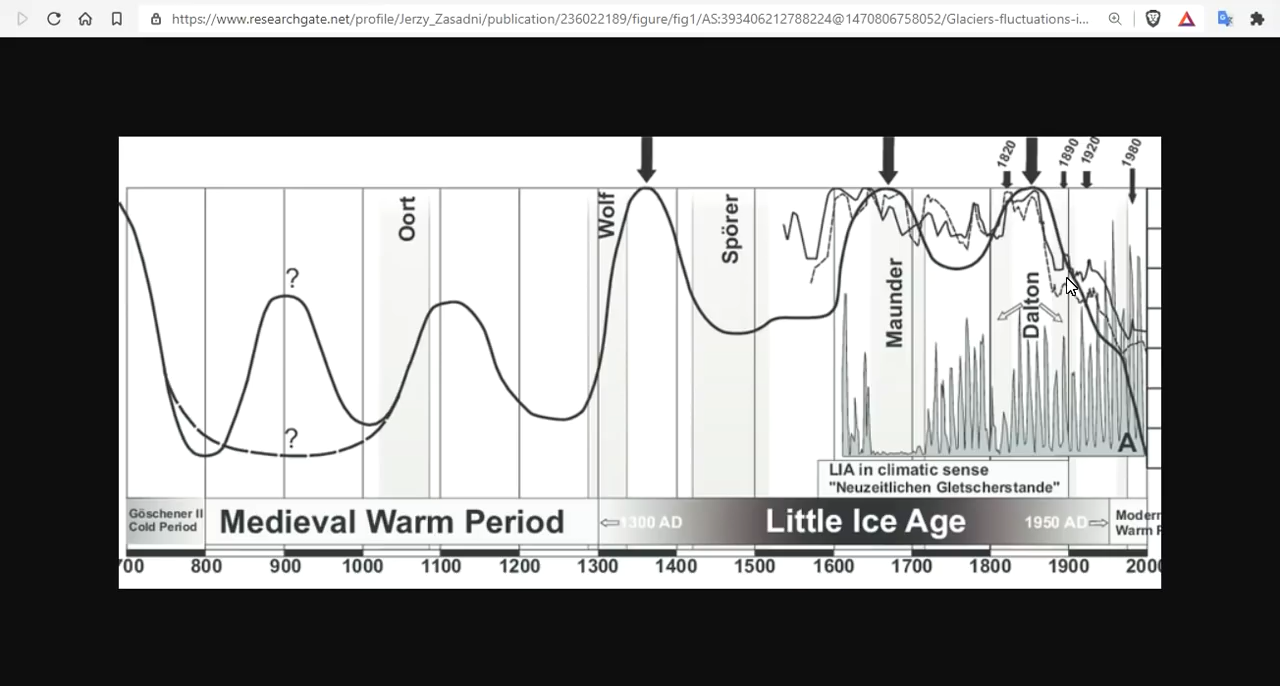 https://www.researchgate.net/profile/Jerzy_Zasadni/publication/236022189/figure/fig1/AS:393406212788224@1470806758052/Glaciers-fluctuations-i...
1820
1890
1920
1980
Oort
Wolf
Spörer
Maunder
Dalton
?
?
A
LIA in climatic sense
"Neuzeitlichen Gletscherstande"
Göschener II
Cold Period
Medieval Warm Period
⇦1300 AD
Little Ice Age
1950 AD⇨
Modern
Warm P
700 800 900 1000 1100 1200 1300 1400 1500 1600 1700 1800 1900 2000